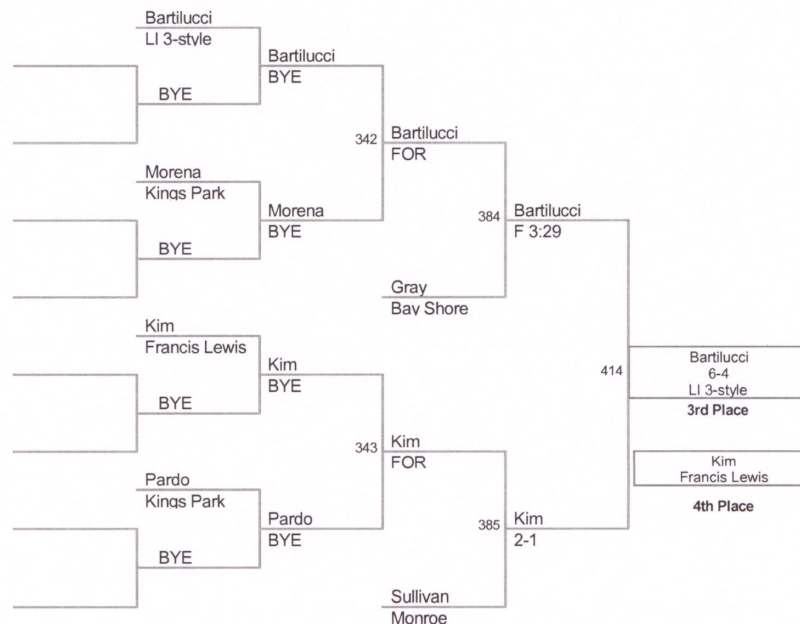 Bartilucci
LI 3-style
Bartilucci
BYE
BYE
342
Bartilucci
FOR
Morena
Kings Park
Morena
BYE
BYE
384
Bartilucci
F 3:29
Gray
Bay Shore
Kim
Francis Lewis
Kim
BYE
BYE
414
Bartilucci
6-4
LI 3-style
3rd Place
343
Kim
FOR
Kim
Francis Lewis
4th Place
Pardo
Kings Park
Pardo
BYE
BYE
385
Kim
2-1
Sullivan
Monroe